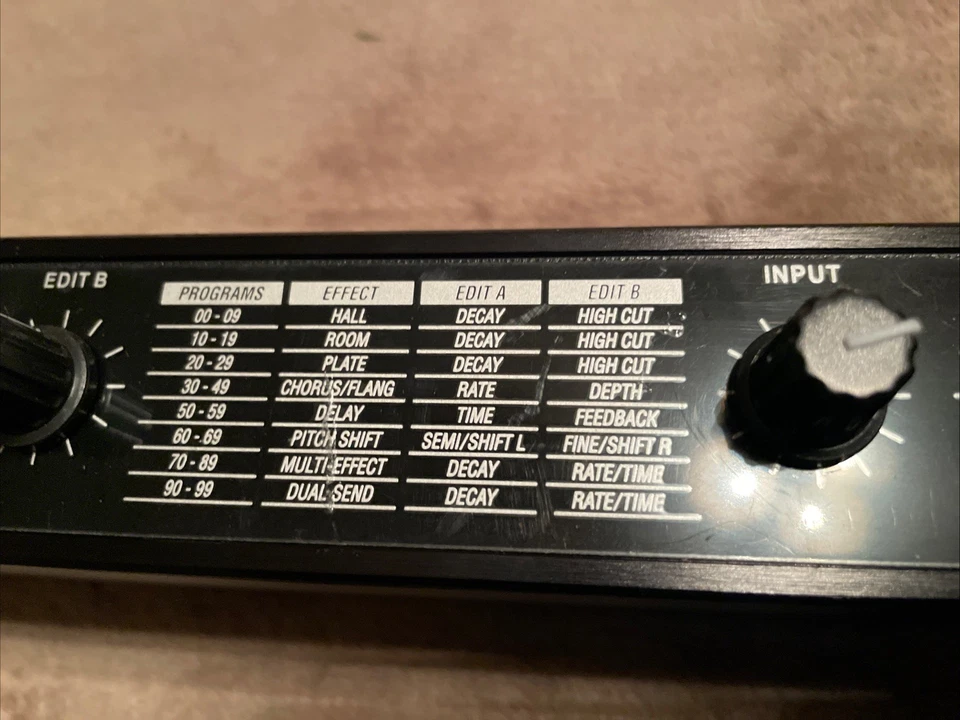 EDIT B
INPUT
PROGRAMS EFFECT EDIT A EDIT B
00 - 09 HALL DECAY HIGH CUT
10 - 19 ROOM DECAY HIGH CUT
20 - 29 PLATE DECAY HIGH CUT
30 - 49 CHORUS/FLANG RATE DEPTH
50 - 59 DELAY TIME FEEDBACK
60 - 69 PITCH SHIFT SEMI/SHIFT L FINE/SHIFT R
70 - 89 MULTI-EFFECT DECAY RATE/TIME
90 - 99 DUAL SEND DECAY RATE/TIME